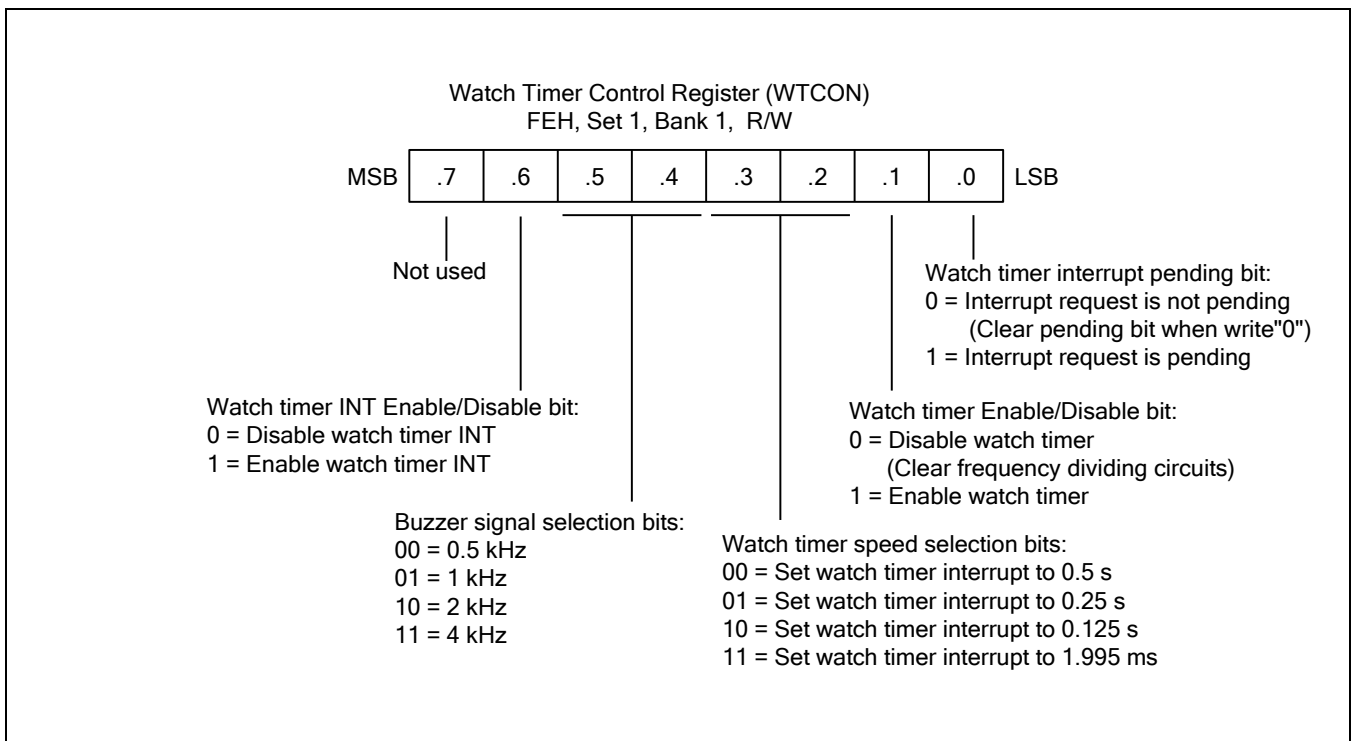 Watch Timer Control Register (WTCON)
FEH, Set 1, Bank 1, R/W
MSB .7 .6 .5 .4 .3 .2 .1 .0 LSB
Not used
Watch timer interrupt pending bit:
0 = Interrupt request is not pending
(Clear pending bit when write"0")
1 = Interrupt request is pending
Watch timer INT Enable/Disable bit:
0 = Disable watch timer INT
1 = Enable watch timer INT
Watch timer Enable/Disable bit:
0 = Disable watch timer
(Clear frequency dividing circuits)
1 = Enable watch timer
Buzzer signal selection bits:
00 = 0.5 kHz
01 = 1 kHz
10 = 2 kHz
11 = 4 kHz
Watch timer speed selection bits:
00 = Set watch timer interrupt to 0.5 s
01 = Set watch timer interrupt to 0.25 s
10 = Set watch timer interrupt to 0.125 s
11 = Set watch timer interrupt to 1.995 ms